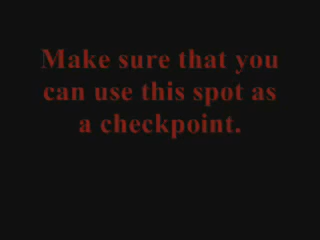 Make sure that you
can use this spot as
a checkpoint.